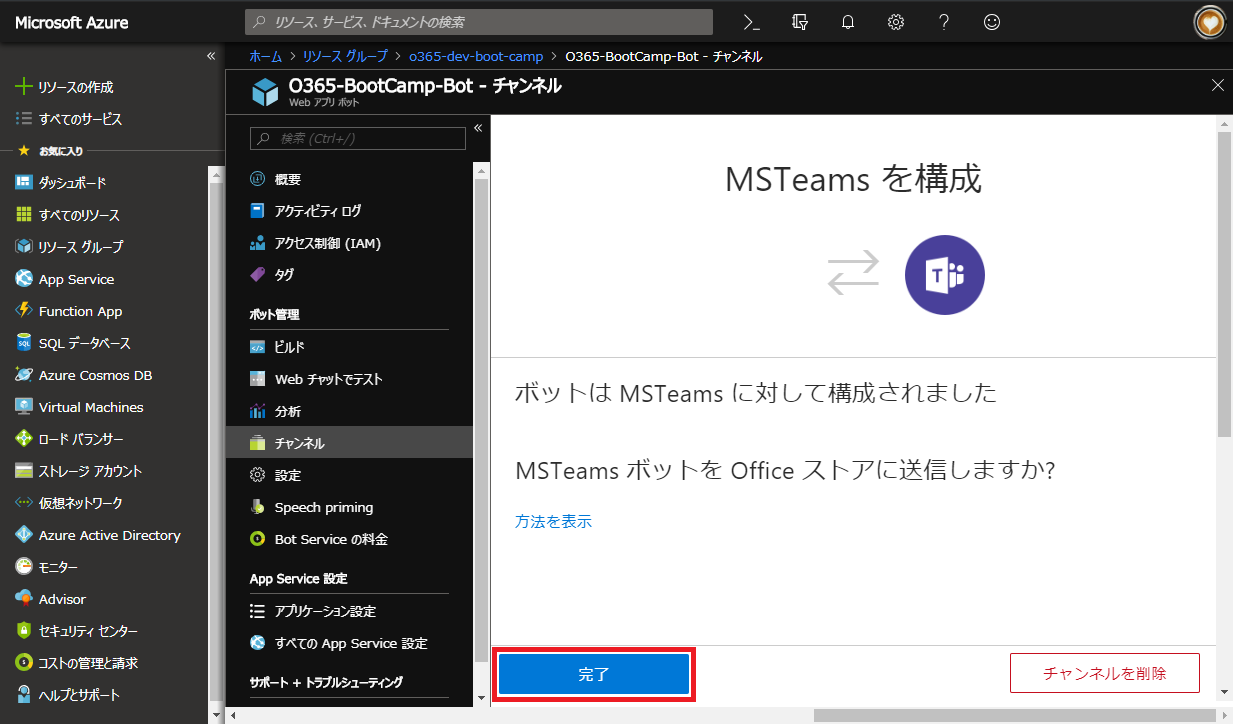 Microsoft Azure
リソース、サービス、ドキュメントの検索
ホーム > リソース グループ > o365-dev-boot-camp > O365-BootCamp-Bot - チャンネル
O365-BootCamp-Bot - チャンネル
Web アプリ ボット
リソースの作成
すべてのサービス
お気に入り
ダッシュボード
すべてのリソース
リソース グループ
App Service
Function App
SQL データベース
Azure Cosmos DB
Virtual Machines
ロード バランサー
ストレージ アカウント
仮想ネットワーク
Azure Active Directory
モニター
Advisor
セキュリティ センター
コストの管理と請求
ヘルプとサポート
検索 (Ctrl+/)
概要
アクティビティ ログ
アクセス制御 (IAM)
タグ
ボット管理
ビルド
Web チャットでテスト
分析
チャンネル
設定
Speech priming
Bot Service の料金
App Service 設定
アプリケーション設定
すべての App Service 設定
サポート + トラブルシューティング
MSTeams を構成
T
ボットは MSTeams に対して構成されました
MSTeams ボットを Office ストアに送信しますか?
方法を表示
完了
チャンネルを削除